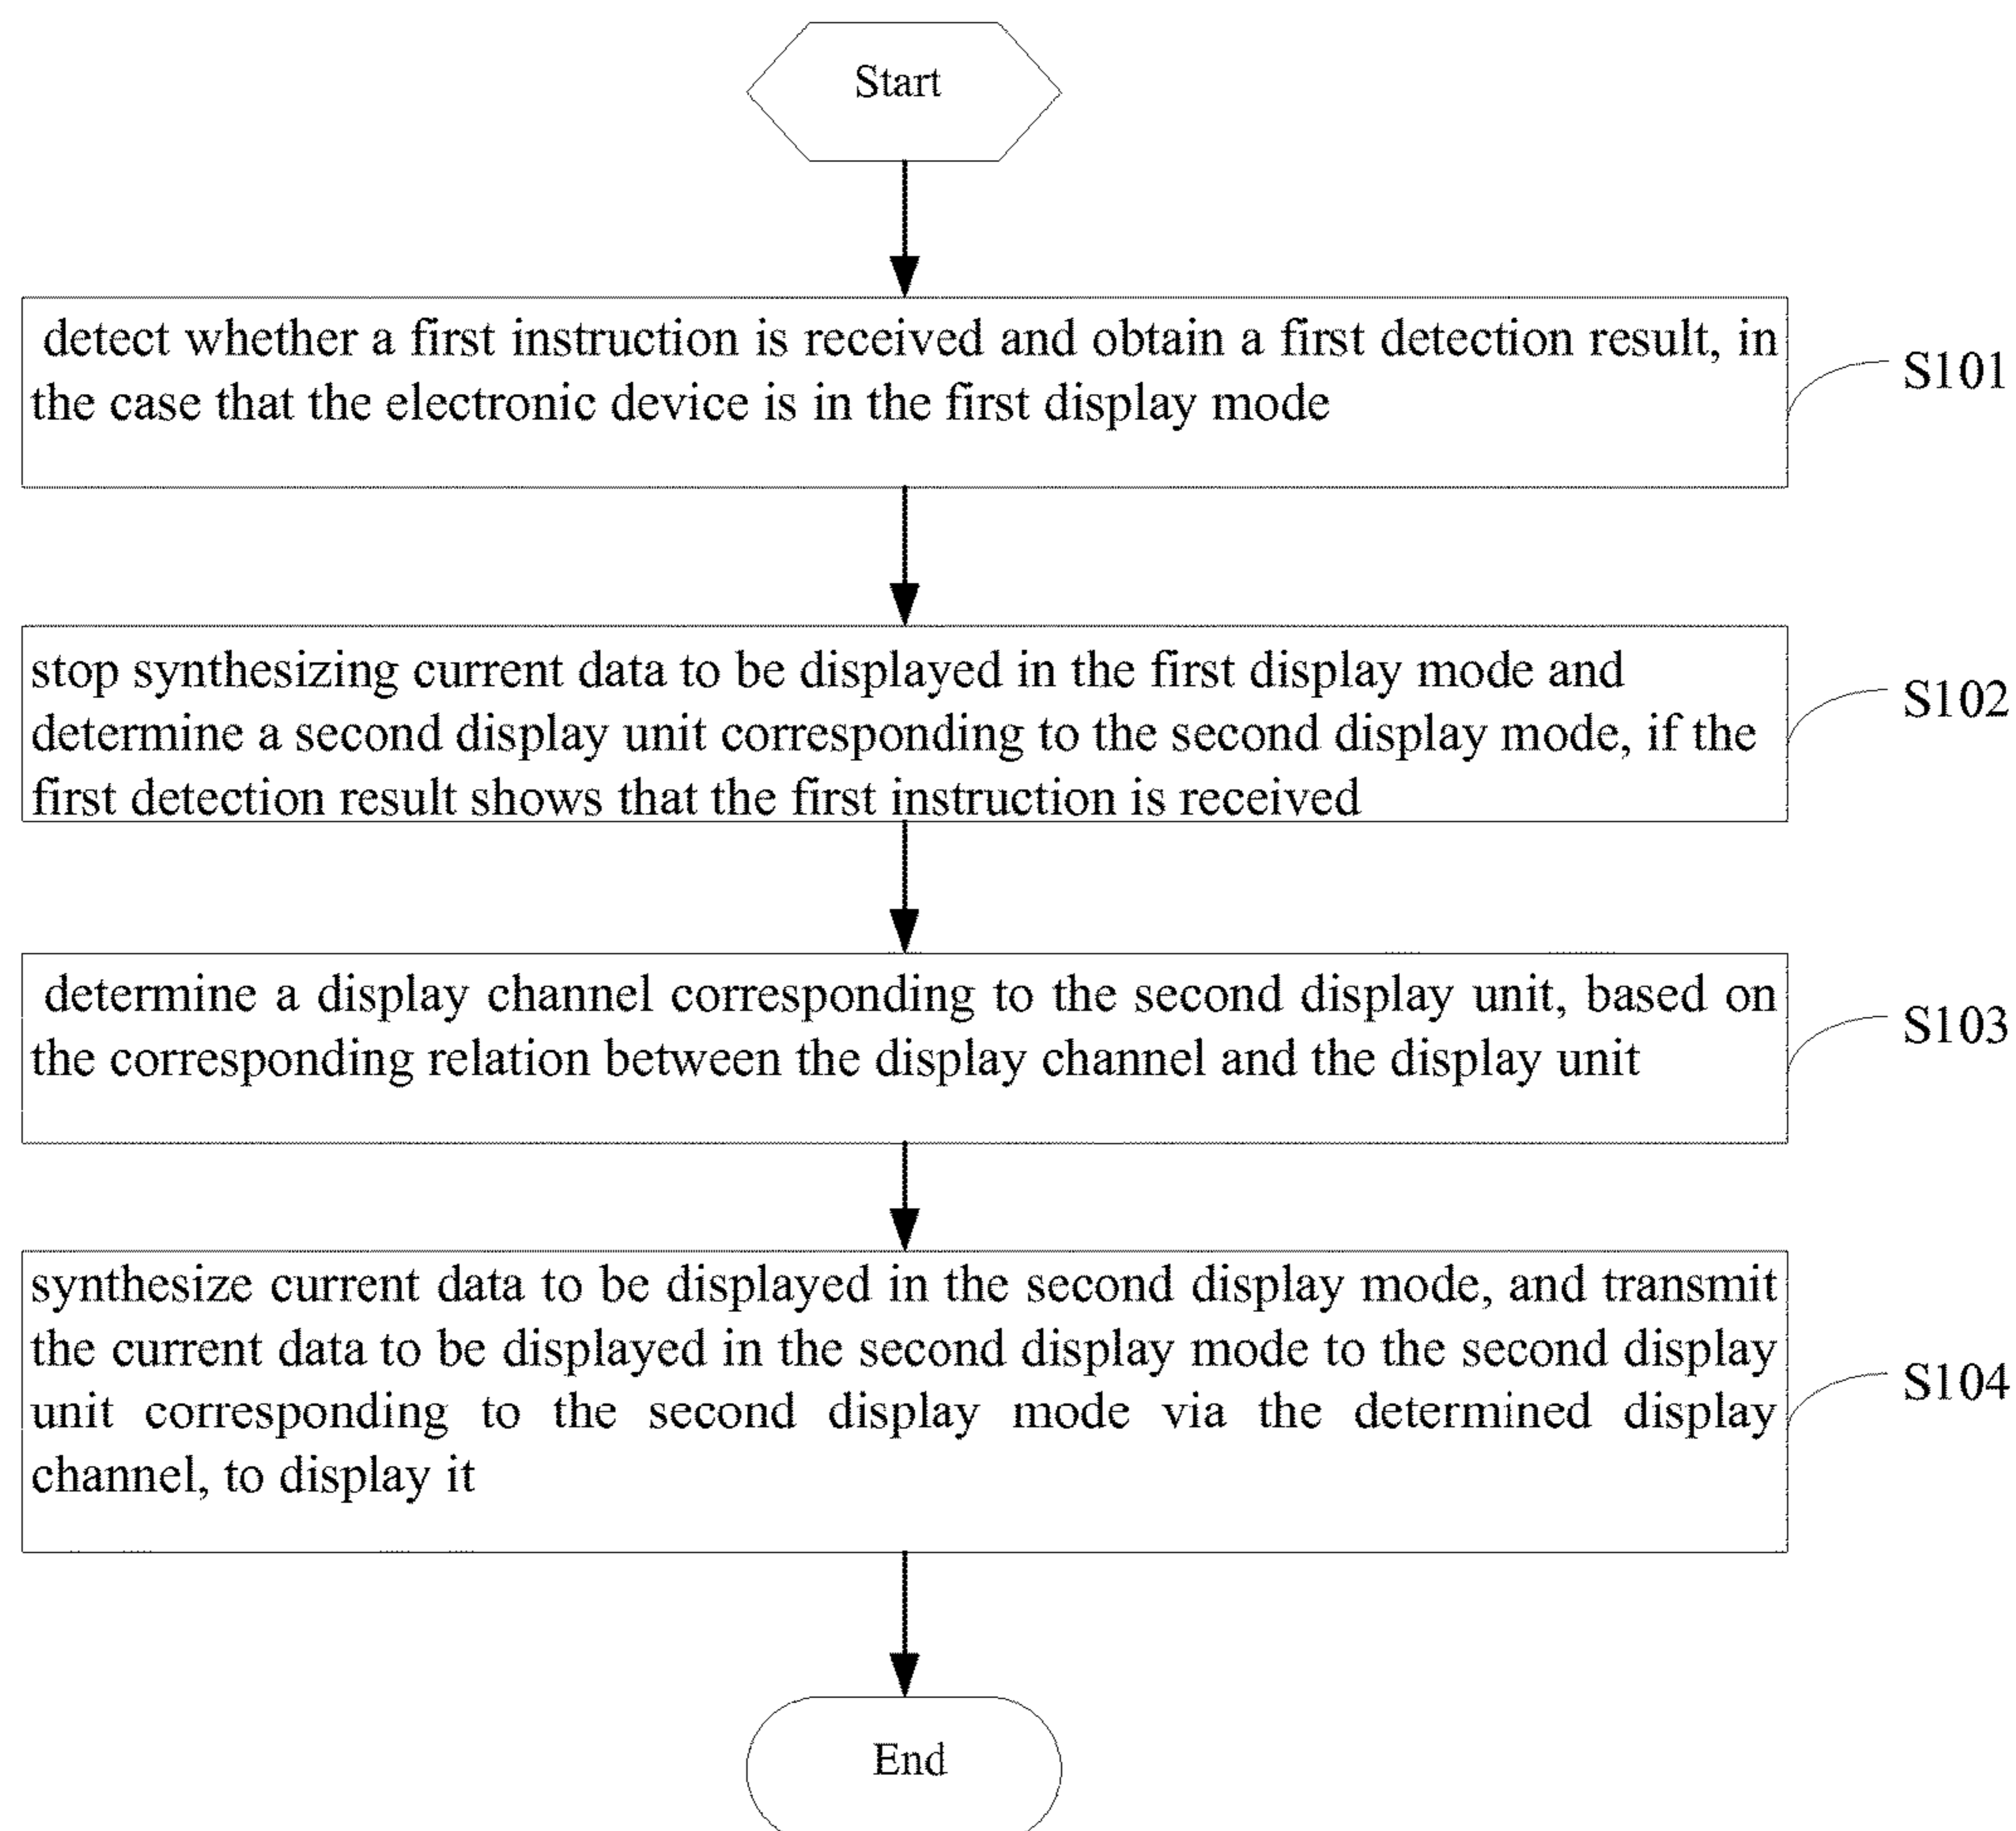 Start
detect whether a first instruction is received and obtain a first detection result, in
the case that the electronic device is in the first display mode
S101
stop synthesizing current data to be displayed in the first display mode and
determine a second display unit corresponding to the second display mode, if the
first detection result shows that the first instruction is received
S102
determine a display channel corresponding to the second display unit, based on
the corresponding relation between the display channel and the display unit
S103
synthesize current data to be displayed in the second display mode, and transmit
the current data to be displayed in the second display mode to the second display
unit corresponding to the second display mode via the determined display
channel, to display it
S104
End